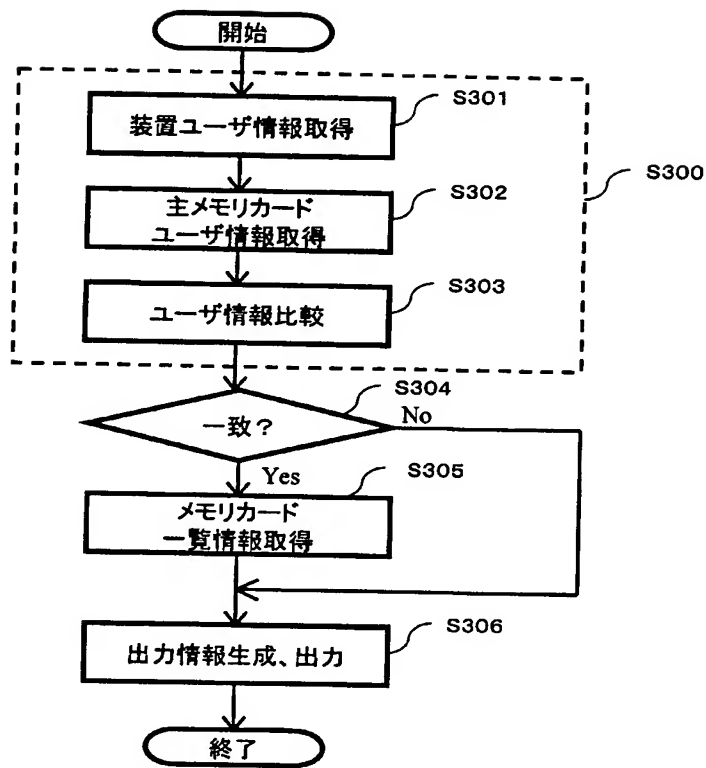 開始
装置ユーザ情報取得
S301
S300
主メモリカード
ユーザ情報取得
S302
ユーザ情報比較
S303
一致？
S304
No
Yes
メモリカード
一覧情報取得
S305
出力情報生成、出力
S306
終了